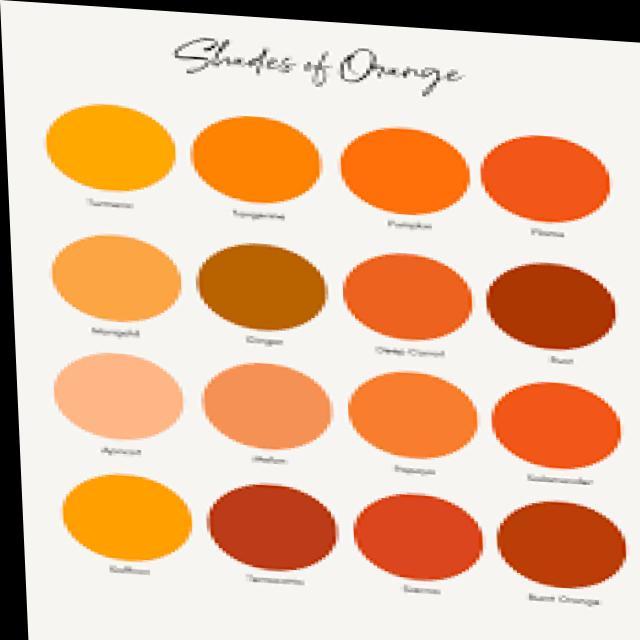 Shades of Orange
Turmeric
Tangerine
Pumpkin
Flame
Marigold
Ginger
Deep Carrot
Rust
Apricot
Melon
Papaya
Salamander
Saffron
Terracotta
Sienna
Burnt Orange